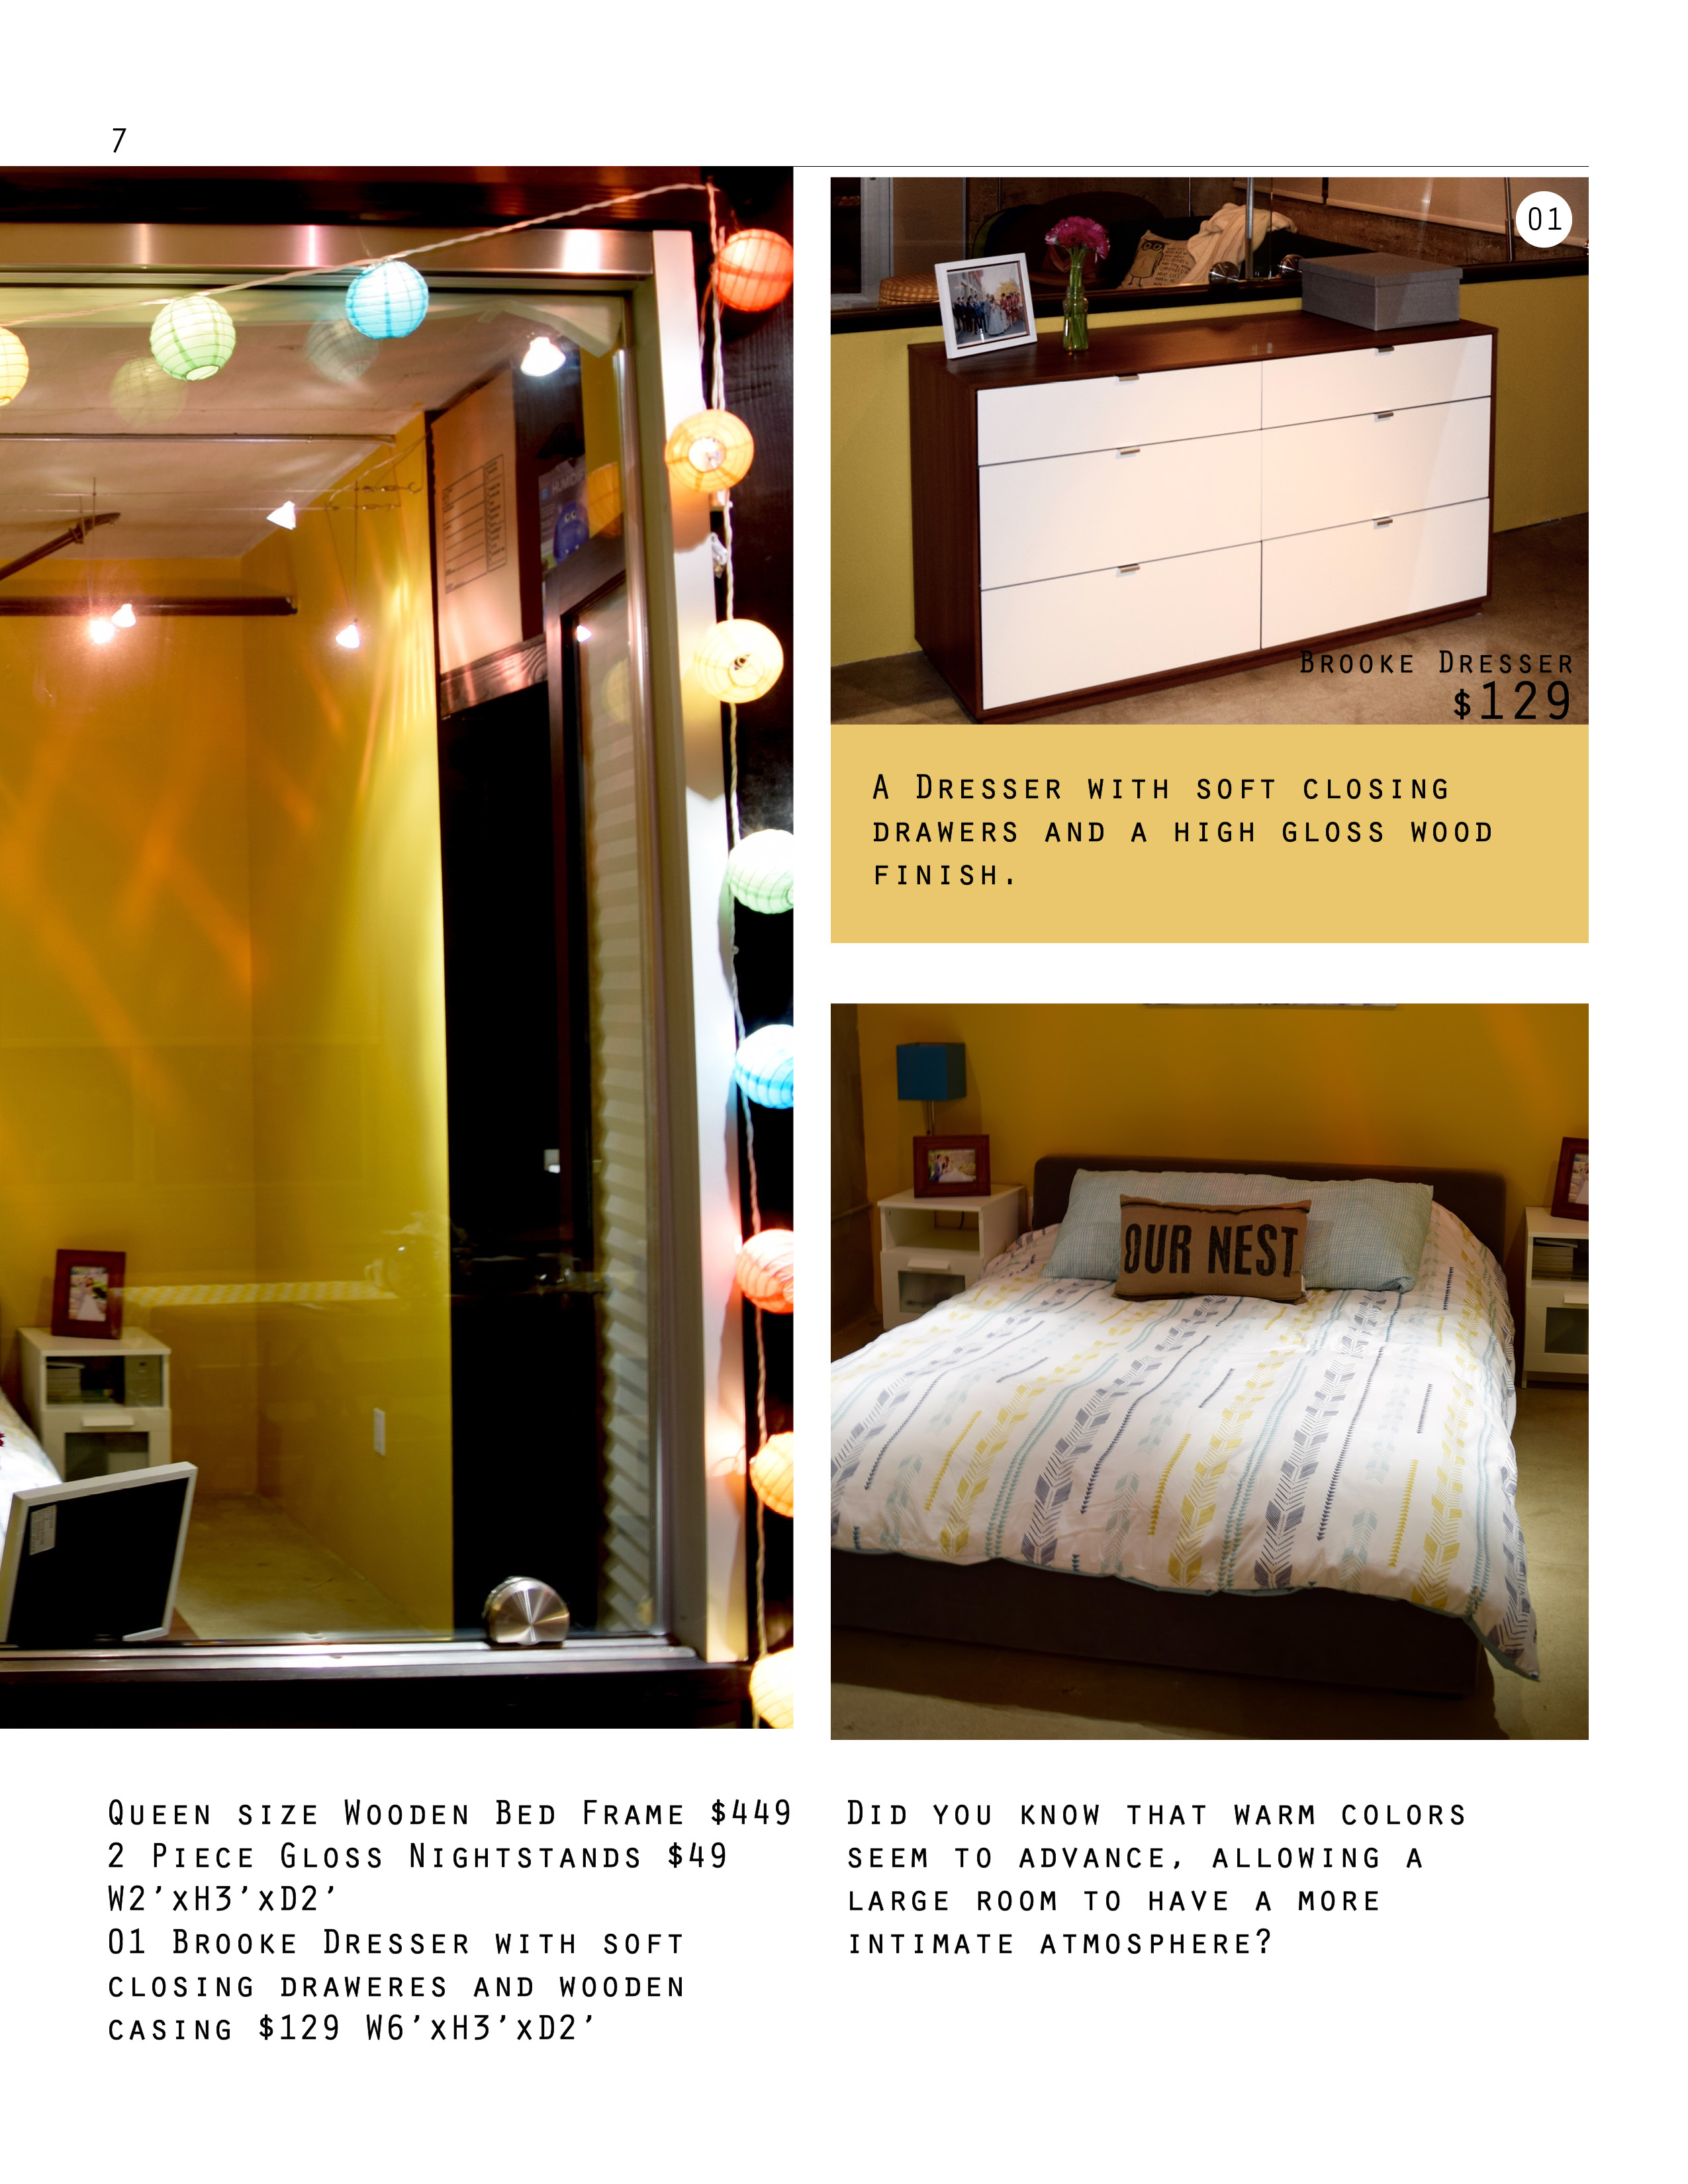 7
01
Brooke Dresser
$129
A Dresser with soft closing
drawers and a high gloss wood
finish.
OUR NEST
Queen size Wooden Bed Frame $449
2 Piece Gloss Nightstands $49
W2’xH3’xD2’
01 Brooke Dresser with soft
closing draweres and wooden
casing $129 W6’xH3’xD2’
Did you know that warm colors
seem to advance, allowing a
large room to have a more
intimate atmosphere?